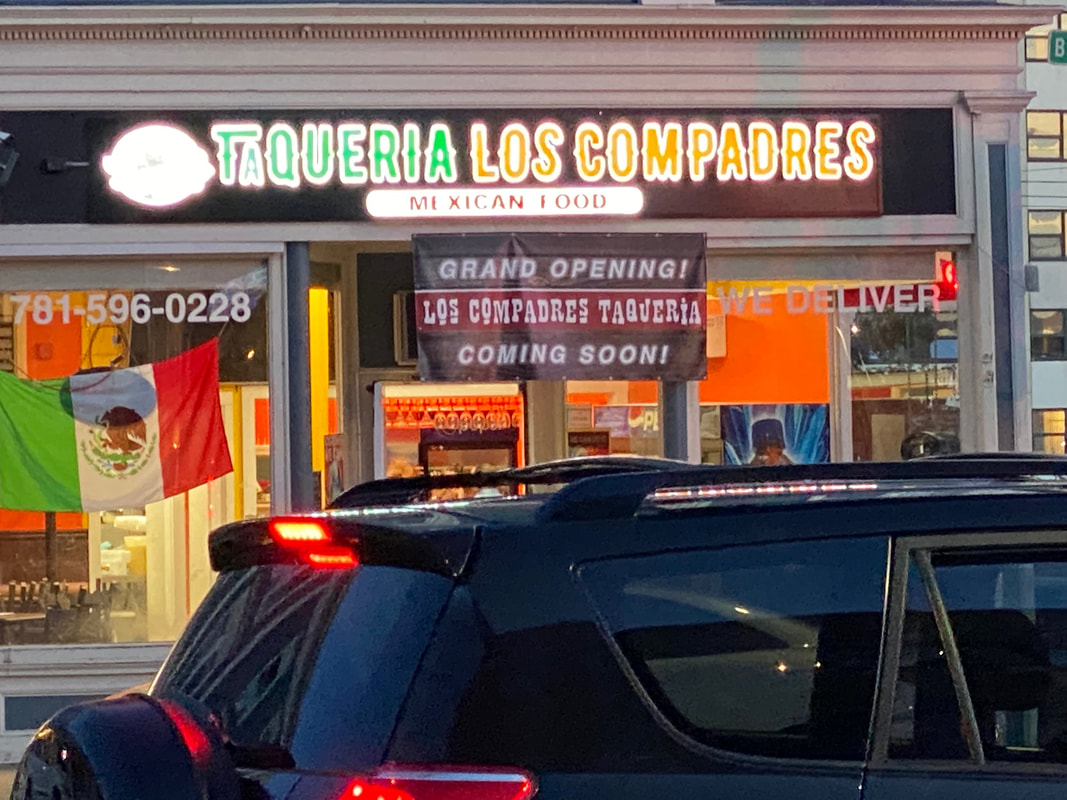 TAQUERIA LOS COMPADRES
MEXICAN FOOD
GRAND OPENING!
LOS COMPADRES TAQUERIA
COMING SOON!
781-596-0228
WE DELIVER
B